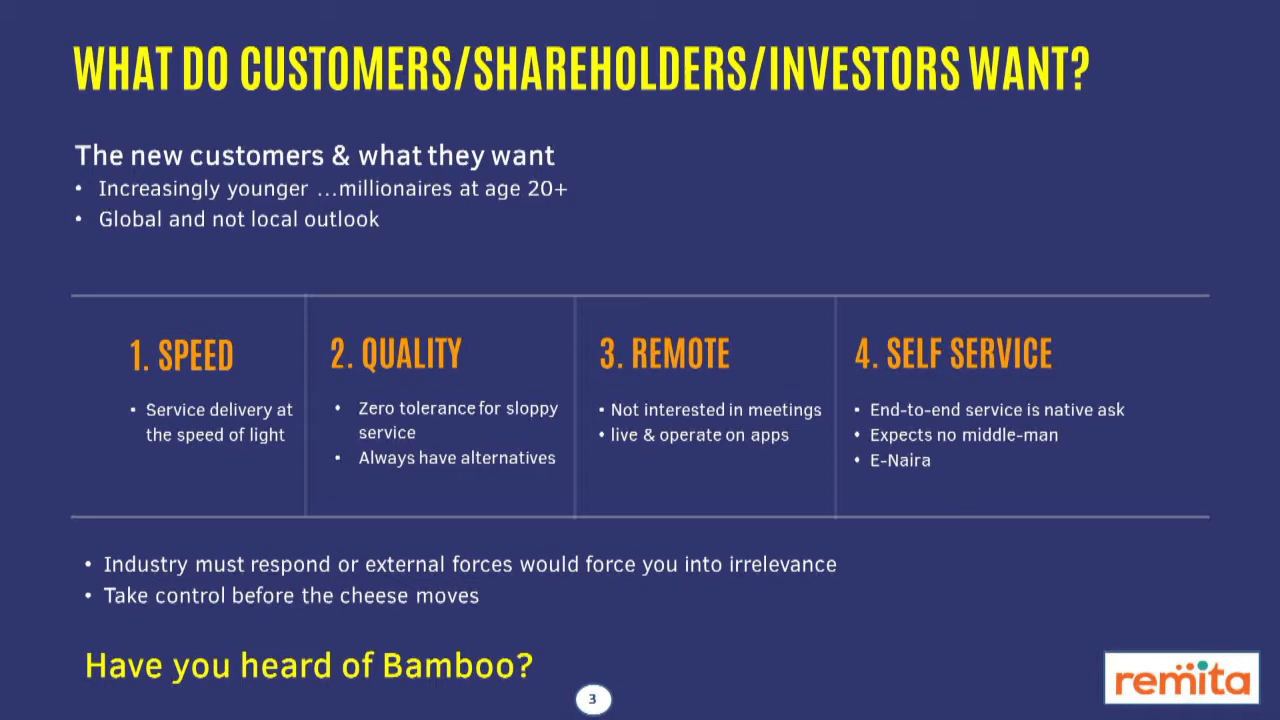 WHAT DO CUSTOMERS/SHAREHOLDERS/INVESTORS WANT?
The new customers & what they want
• Increasingly younger ...millionaires at age 20+
• Global and not local outlook
1. SPEED
• Service delivery at
the speed of light
2. QUALITY
• Zero tolerance for sloppy
service
• Always have alternatives
3. REMOTE
• Not interested in meetings
• live & operate on apps
4. SELF SERVICE
• End-to-end service is native ask
• Expects no middle-man
• E-Naira
• Industry must respond or external forces would force you into irrelevance
• Take control before the cheese moves
Have you heard of Bamboo?
3
remita